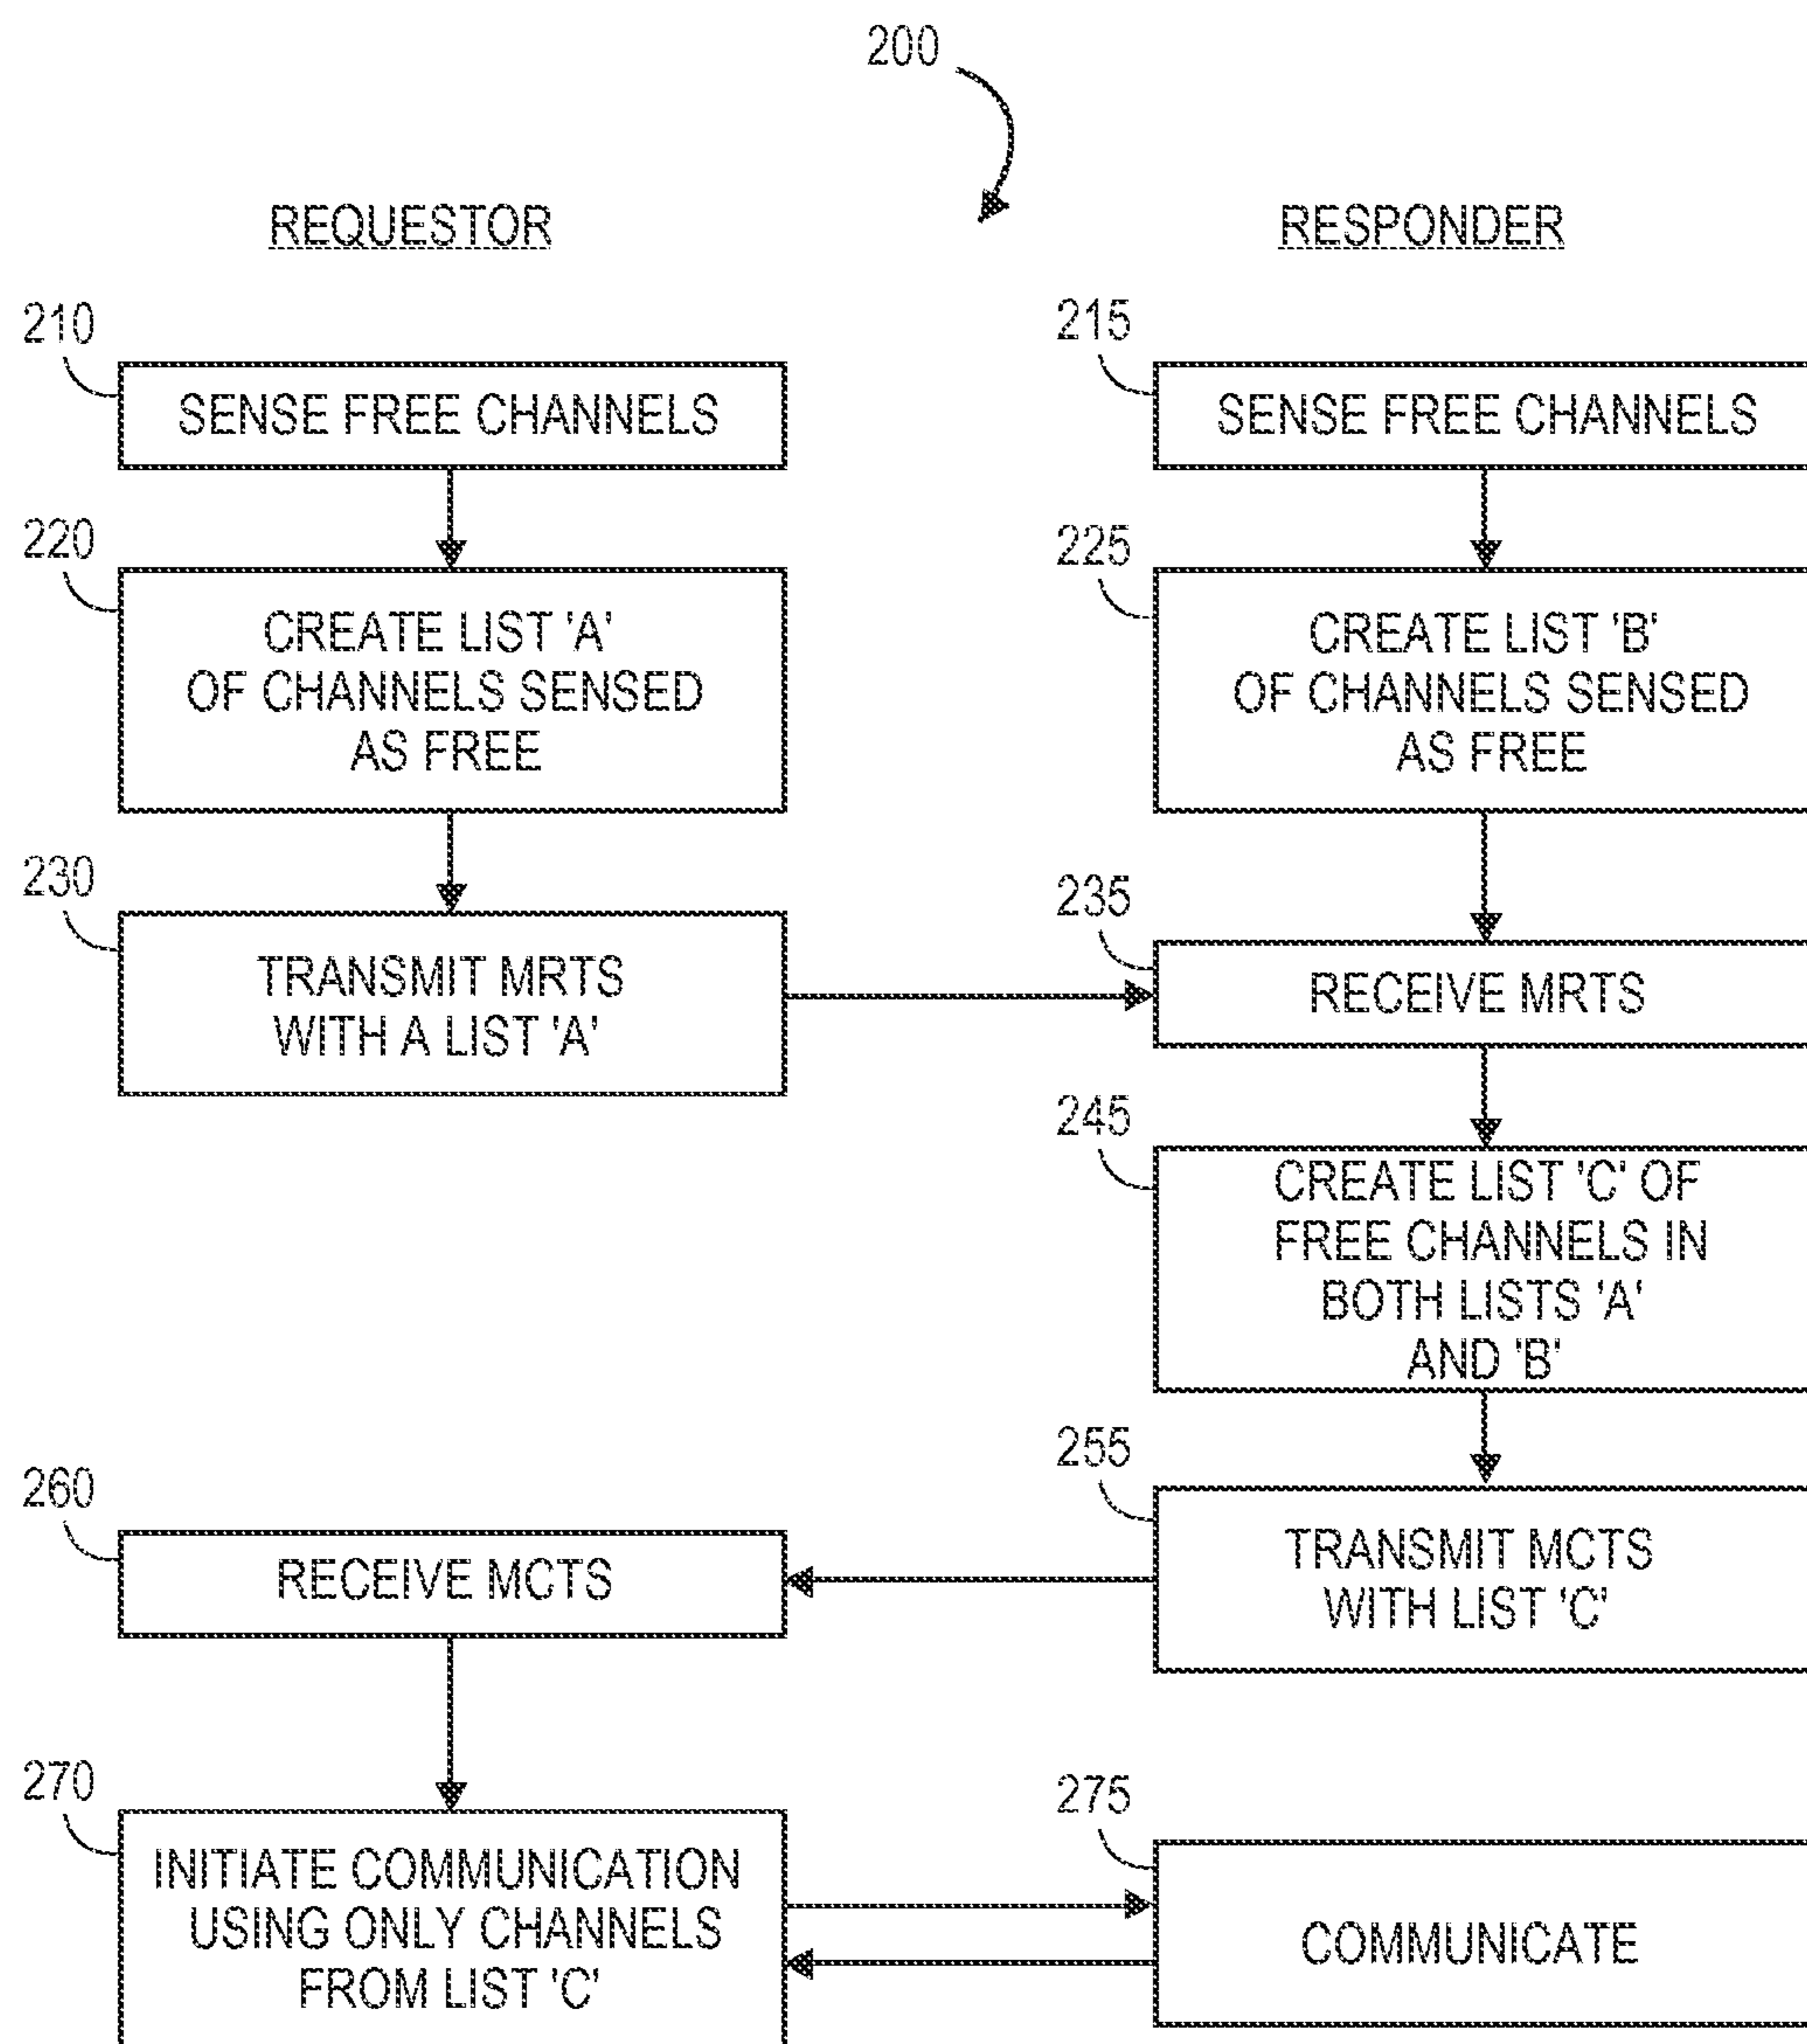 200
REQUESTOR
RESPONDER
210
SENSE FREE CHANNELS
215
SENSE FREE CHANNELS
220
CREATE LIST 'A'
OF CHANNELS SENSED
AS FREE
225
CREATE LIST 'B'
OF CHANNELS SENSED
AS FREE
230
TRANSMIT MRTS
WITH A LIST 'A'
235
RECEIVE MRTS
245
CREATE LIST 'C' OF
FREE CHANNELS IN
BOTH LISTS 'A'
AND 'B'
255
TRANSMIT MCTS
WITH LIST 'C'
260
RECEIVE MCTS
270
INITIATE COMMUNICATION
USING ONLY CHANNELS
FROM LIST 'C'
275
COMMUNICATE